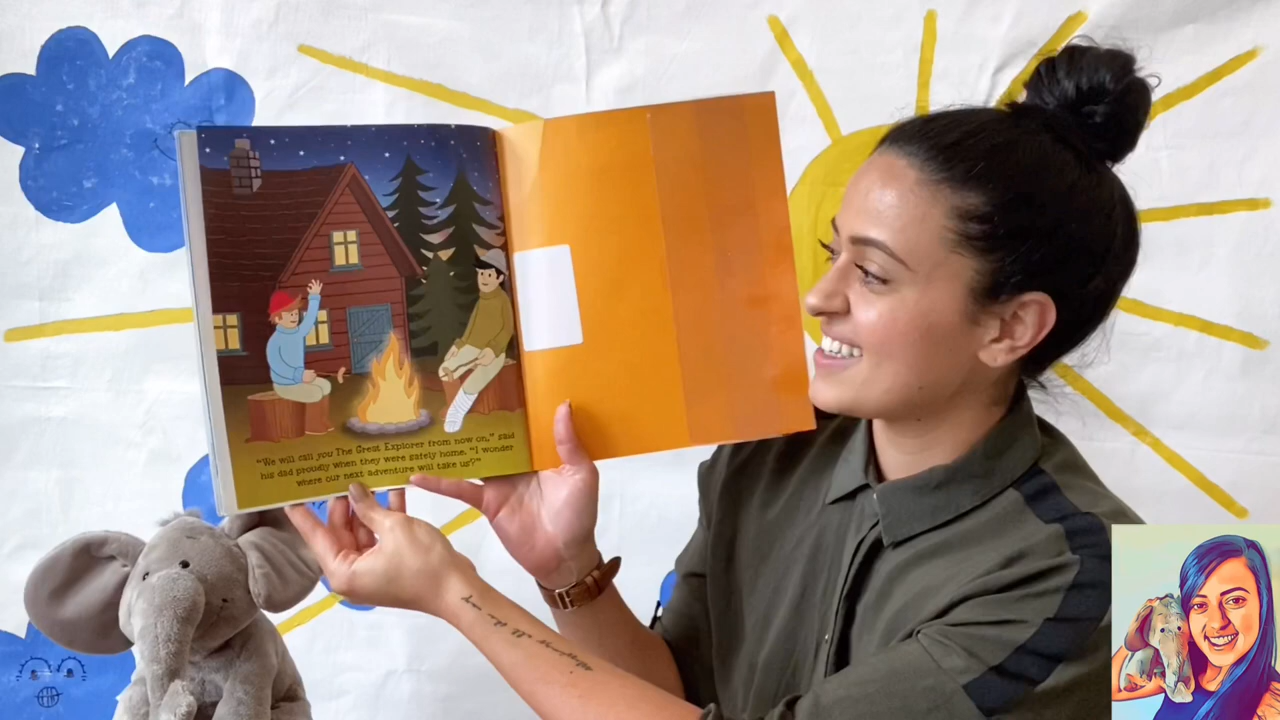 "We will call you The Great Explorer from now on," said
his dad proudly when they were safely home. "I wonder
where our next adventure will take us?"